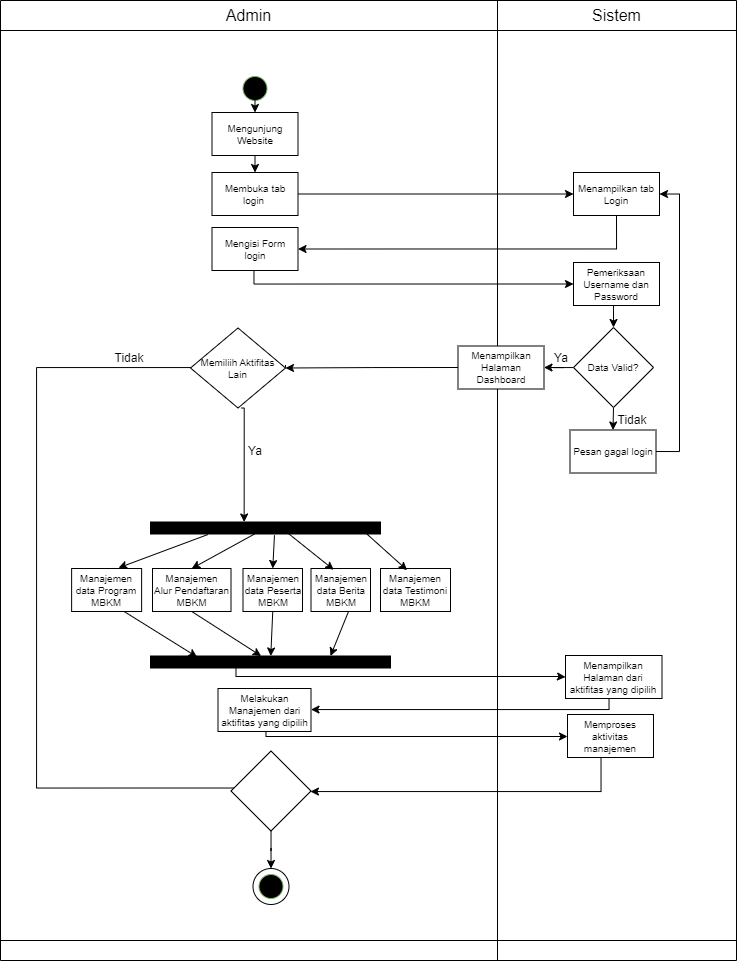 Admin
Sistem
Mengunjung
Website
Membuka tab
login
Menampilkan tab
Login
Mengisi Form
login
Pemeriksaan
Username dan
Password
Data Valid?
Ya
Tidak
Pesan gagal login
Menampilkan
Halaman
Dashboard
Memiliih Aktifitas
Lain
Tidak
Ya
Manajemen
data Program
MBKM
Manajemen
Alur Pendaftaran
MBKM
Manajemen
data Peserta
MBKM
Manajemen
data Berita
MBKM
Manajemen
data Testimoni
MBKM
Menampilkan
Halaman dari
aktifitas yang dipilih
Melakukan
Manajemen dari
aktifitas yang dipilih
Memproses
aktivitas
manajemen